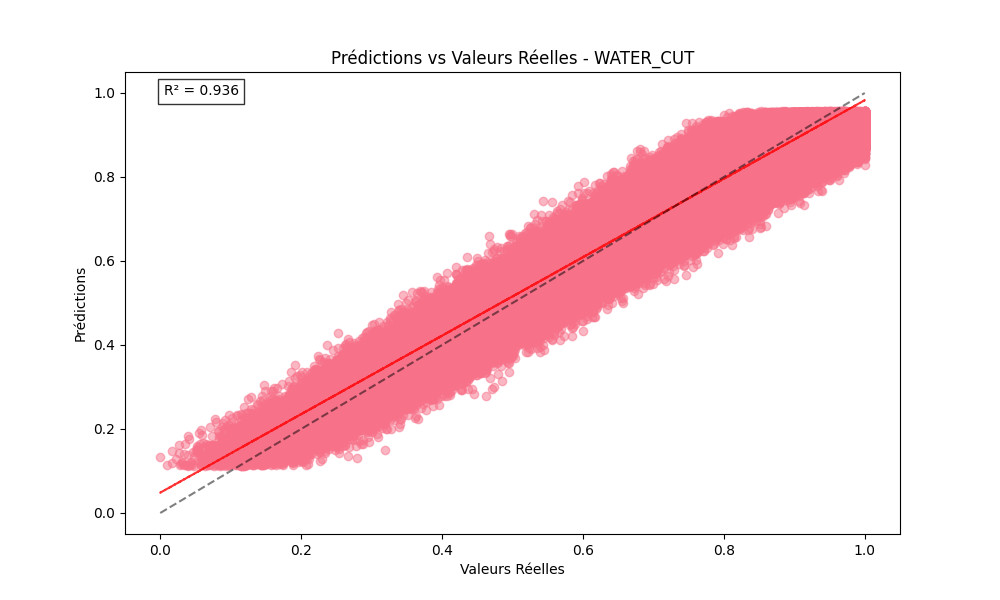 Prédictions vs Valeurs Réelles - WATER_CUT
R² = 0.936
1.0
0.8
0.6
0.4
0.2
0.0
Prédictions
0.0 0.2 0.4 0.6 0.8 1.0
Valeurs Réelles